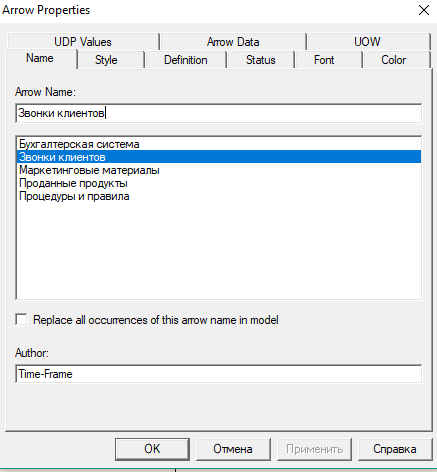 Arrow Properties
UDP Values
Arrow Data
UOW
Name
Style
Definition
Status
Font
Color
Arrow Name:
Звонки клиентов
Бухгалтерская система
Звонки клиентов
Маркетинговые материалы
Проданные продукты
Процедуры и правила
Replace all occurrences of this arrow name in model
Author:
Time-Frame
OK
Отмена
Применить
Справка